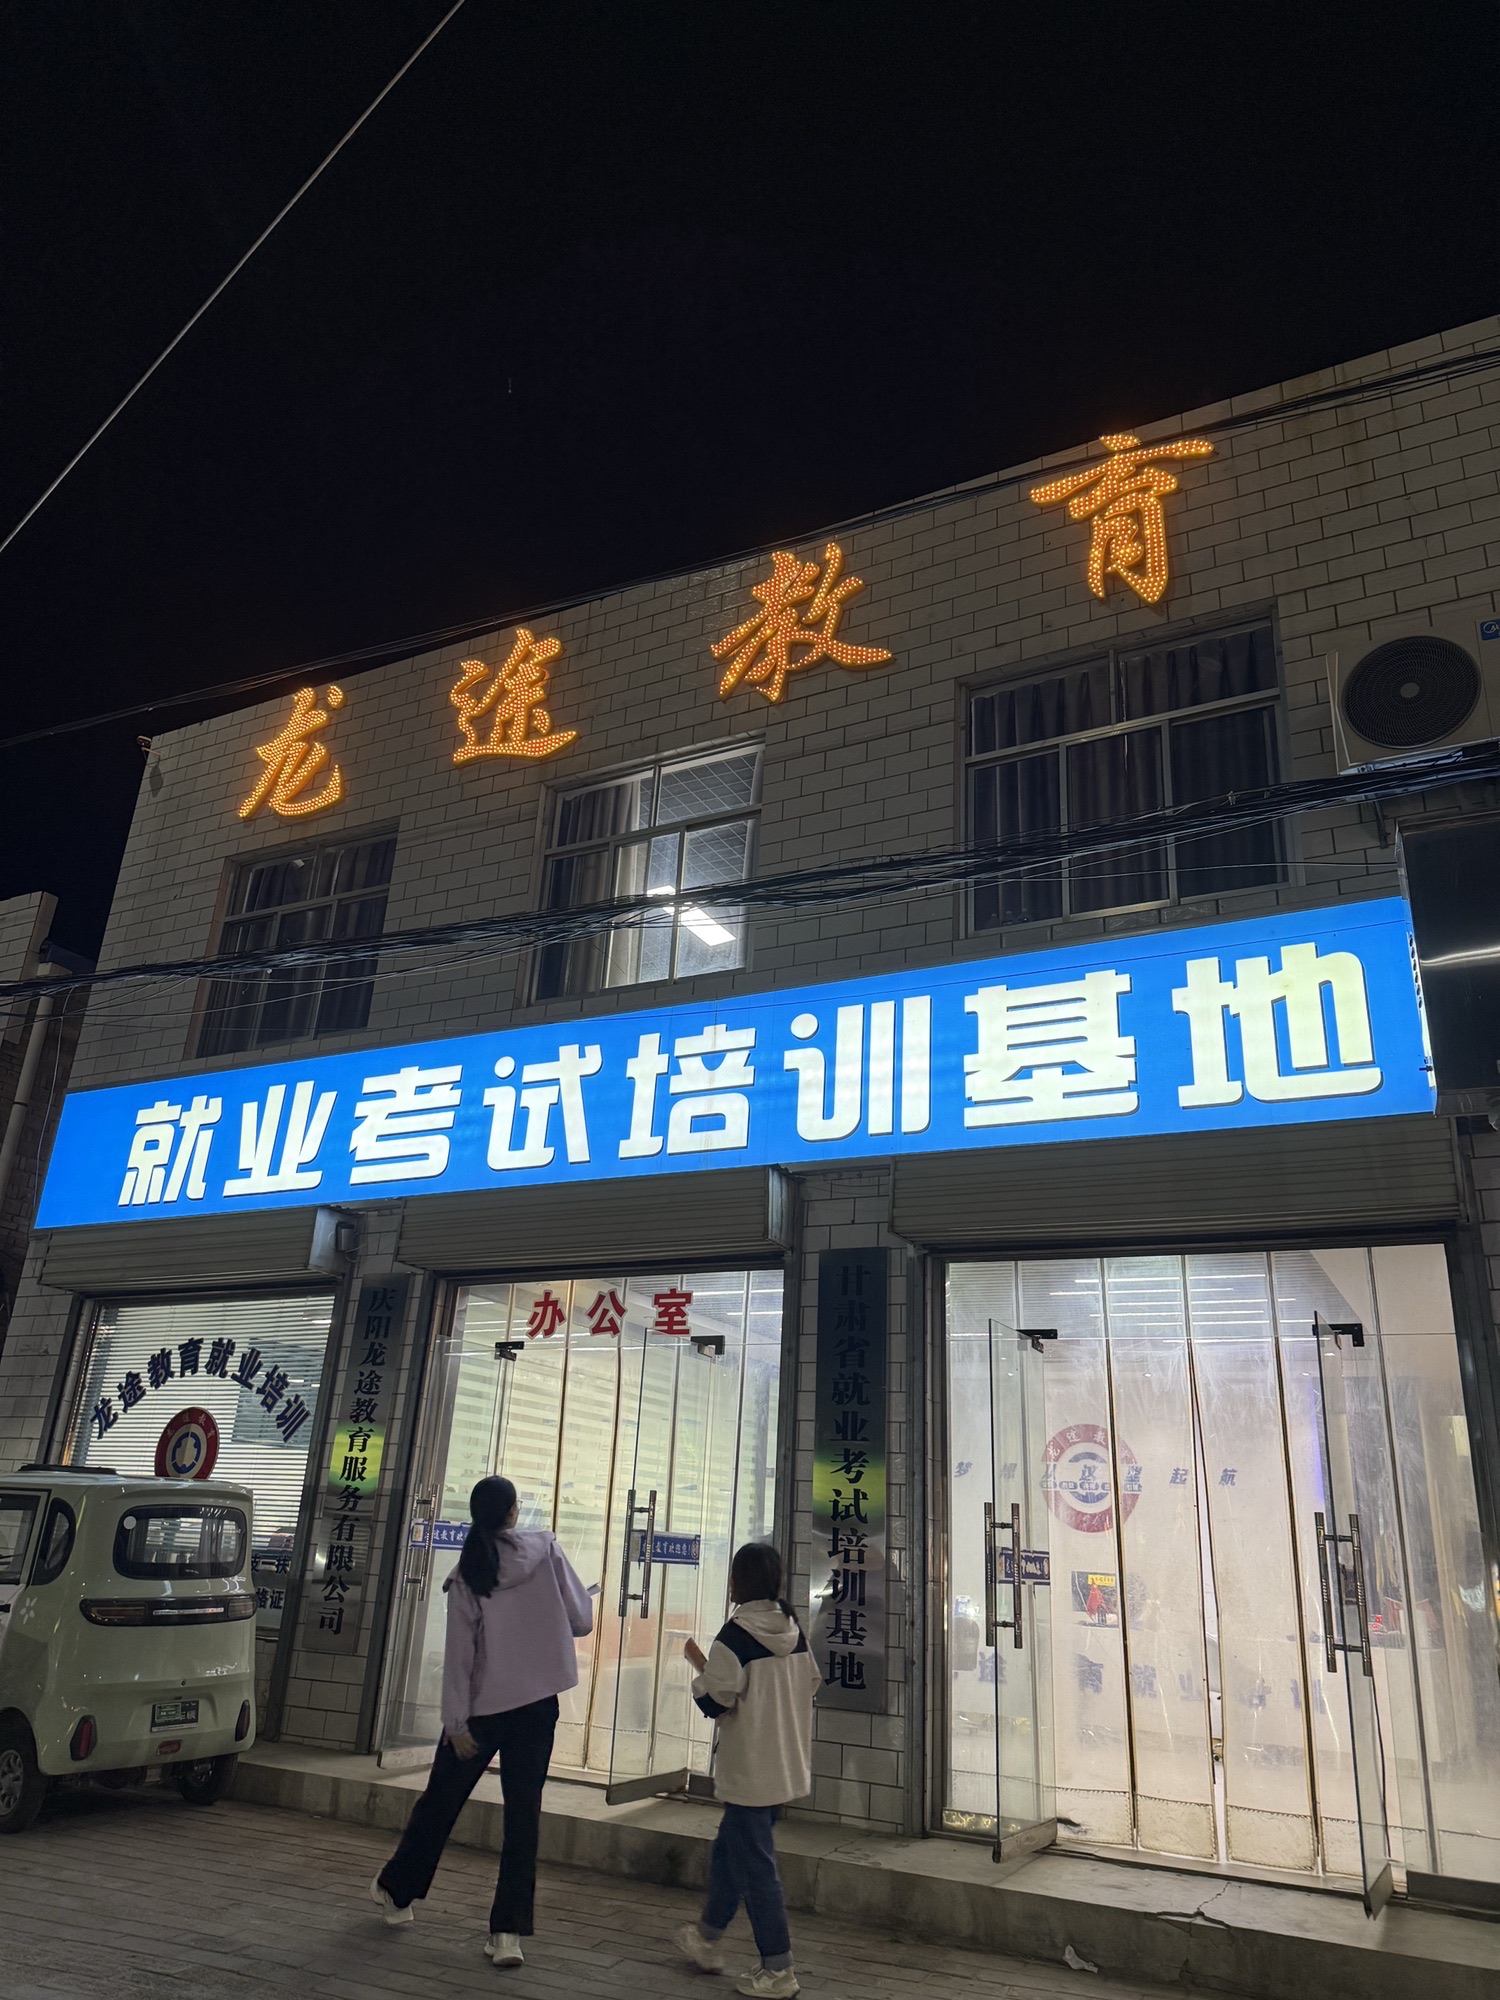 龙途教育
就业考试培训基地
龙途教育就业培训
庆阳龙途教育服务有限公司
办公室
甘肃省就业考试培训基地
起航